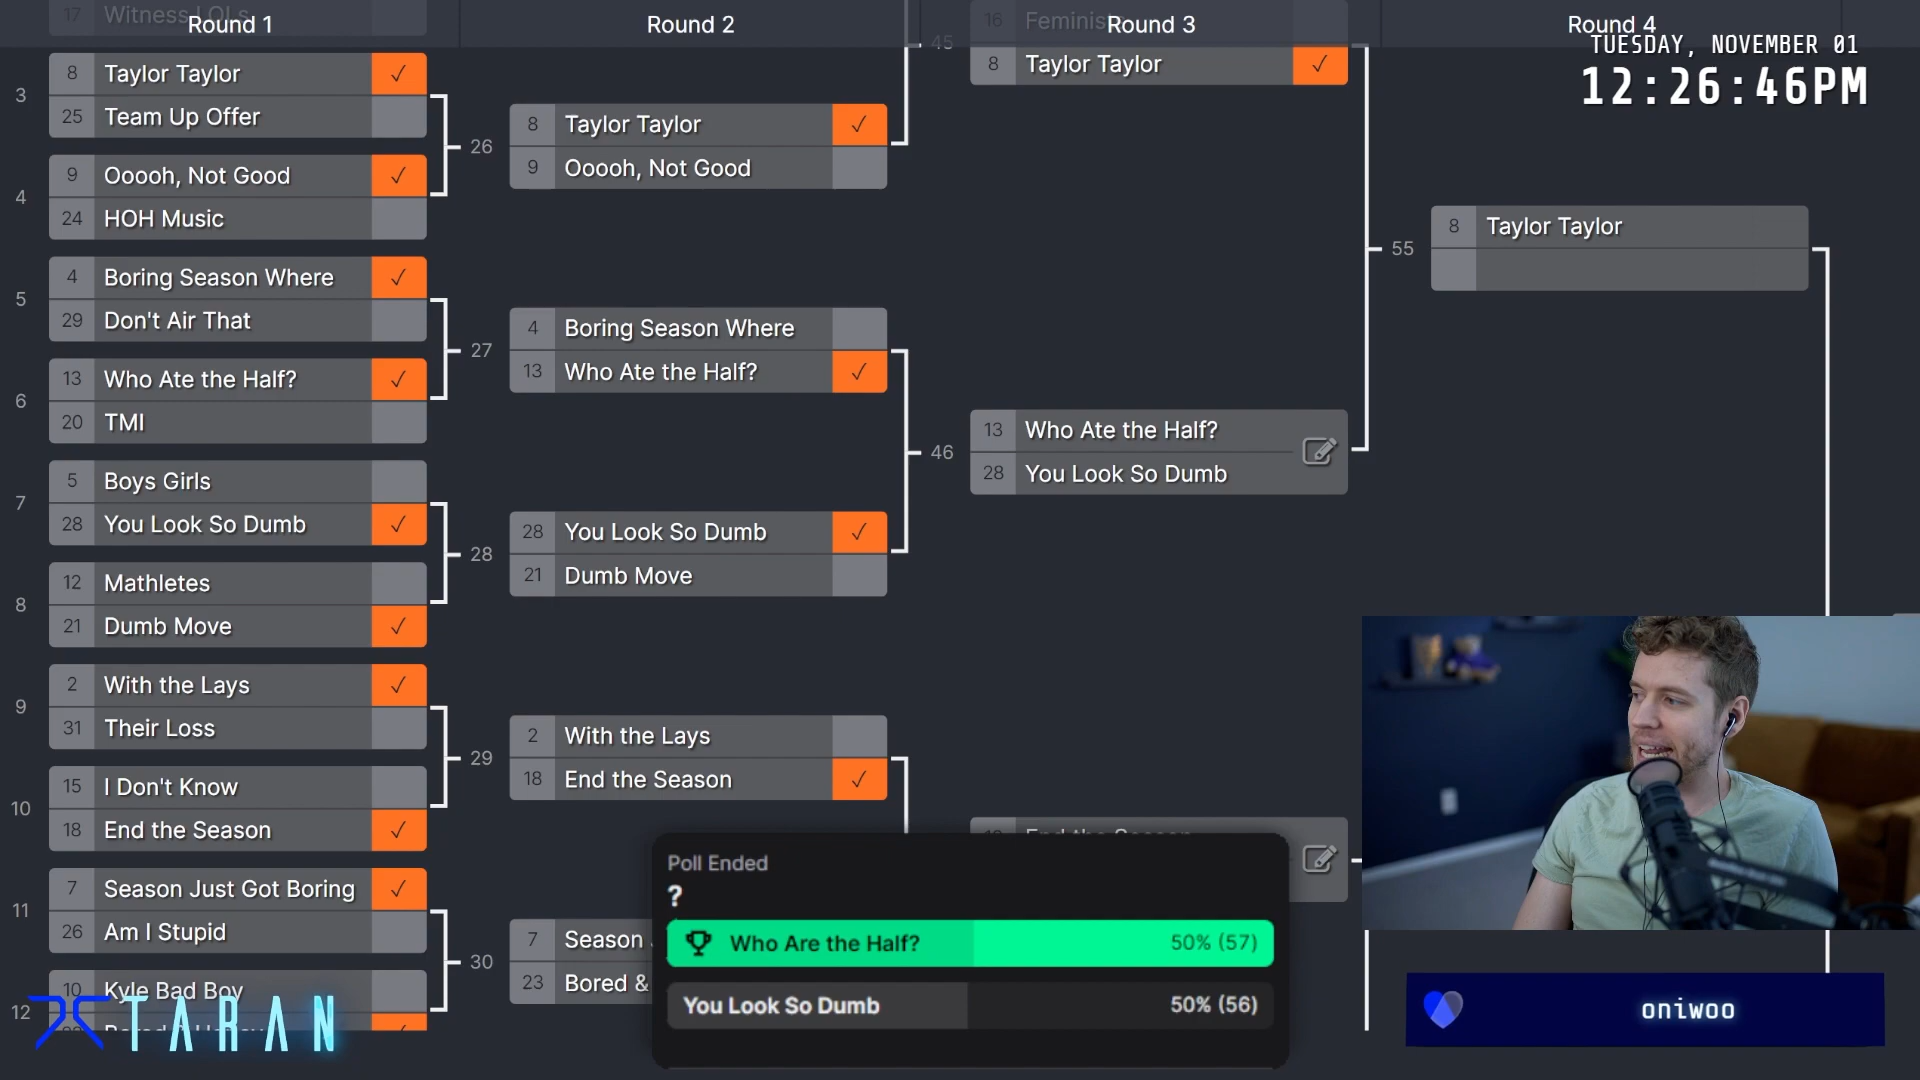 Round 1
Round 2
Round 3
Round 4
TUESDAY, NOVEMBER 01
12:26:46PM
17 Witness LOLs
3
8 Taylor Taylor ✓
25 Team Up Offer
4
9 Ooooh, Not Good ✓
24 HOH Music
5
4 Boring Season Where ✓
29 Don't Air That
6
13 Who Ate the Half? ✓
20 TMI
7
5 Boys Girls
28 You Look So Dumb ✓
8
12 Mathletes
21 Dumb Move ✓
9
2 With the Lays ✓
31 Their Loss
10
15 I Don't Know
18 End the Season ✓
11
7 Season Just Got Boring ✓
26 Am I Stupid
12
10 Kyle Bad Boy
26
8 Taylor Taylor ✓
9 Ooooh, Not Good
27
4 Boring Season Where
13 Who Ate the Half? ✓
28
28 You Look So Dumb ✓
21 Dumb Move
29
2 With the Lays
18 End the Season ✓
30
7 Season
23 Bored &
45
16 Feminist
8 Taylor Taylor ✓
46
13 Who Ate the Half?
28 You Look So Dumb
End the Season
55
8 Taylor Taylor
Poll Ended
?
Who Are the Half? 50% (57)
You Look So Dumb 50% (56)
TARAN
oniwoo